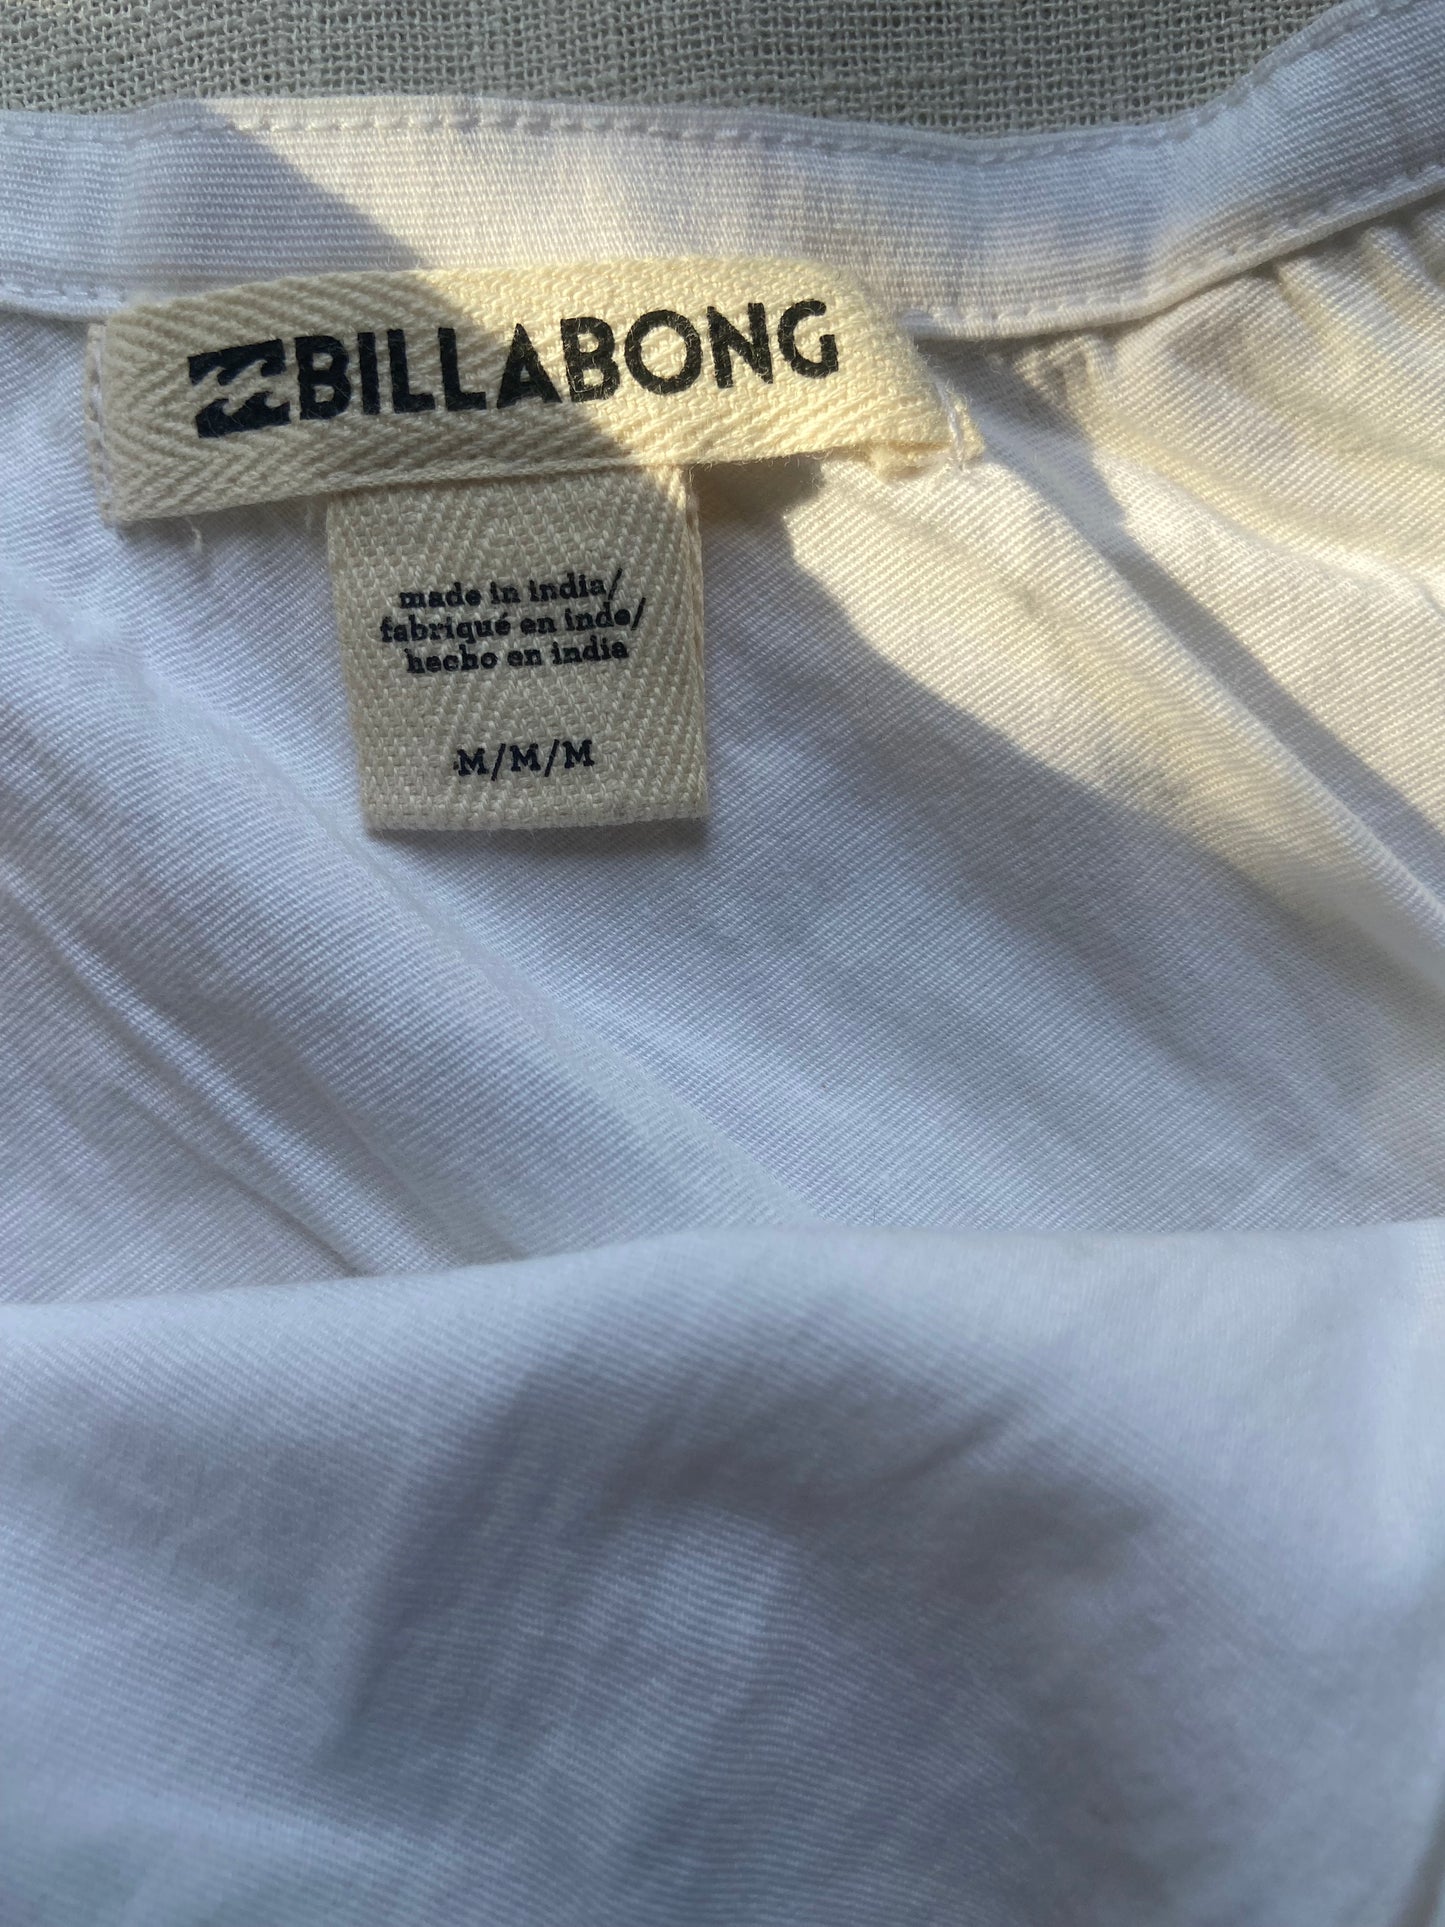 BILLABONG
made in india/
fabriqué en inde/
hecho en india
M/M/M